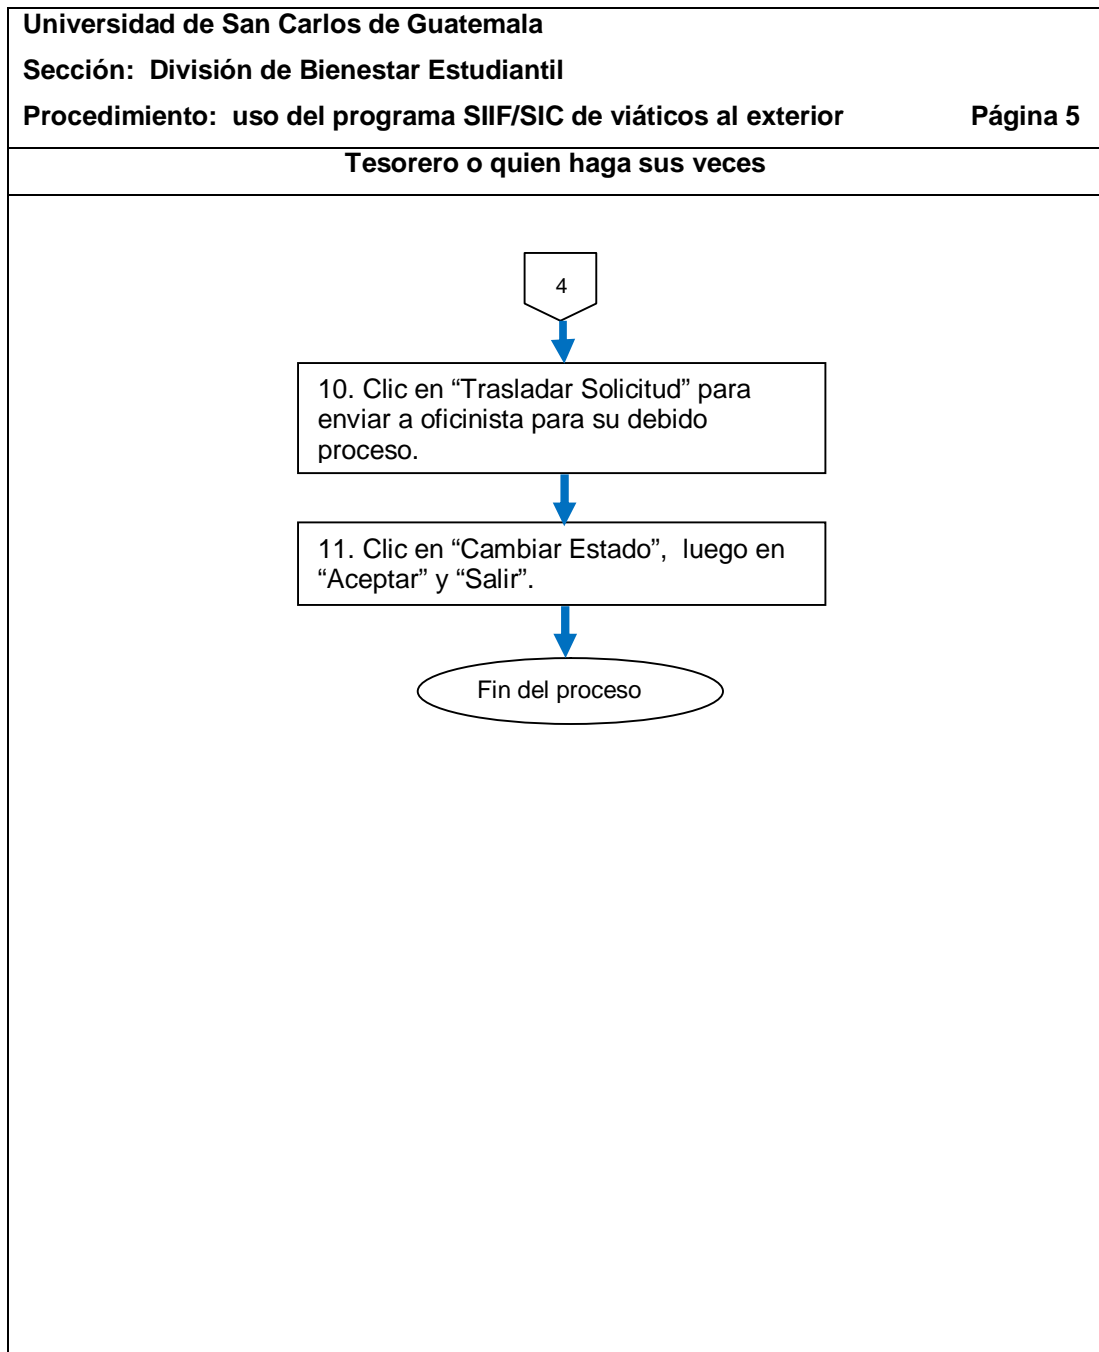 Universidad de San Carlos de Guatemala
Sección:  División de Bienestar Estudiantil
Procedimiento:  uso del programa SIIF/SIC de viáticos al exterior Página 5
Tesorero o quien haga sus veces
4
10. Clic en “Trasladar Solicitud” para
enviar a oficinista para su debido
proceso.
11. Clic en “Cambiar Estado”,  luego en
“Aceptar” y “Salir”.
Fin del proceso